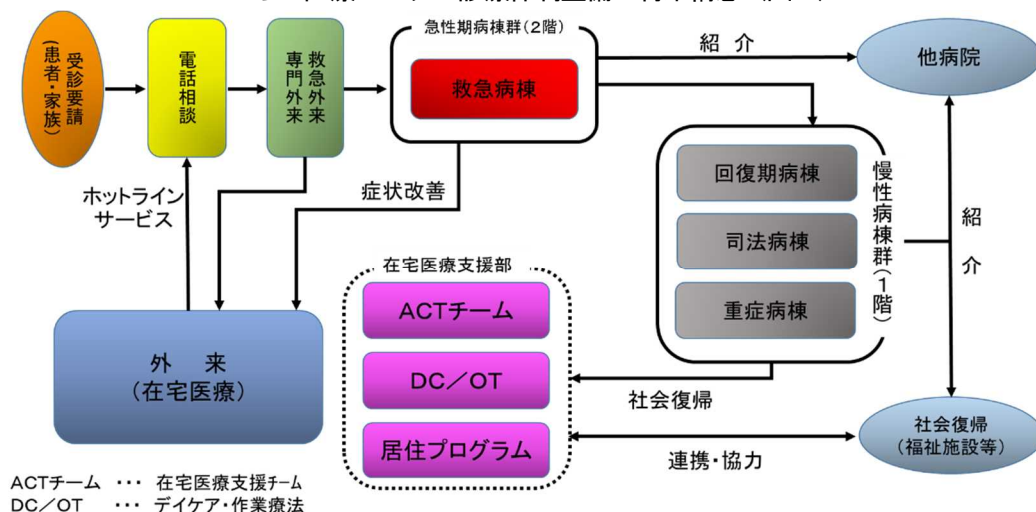 受診要請
(患者・家族)
電話相談
救急外来
専門外来
急性期病棟群(2階)
救急病棟
紹 介
他病院
ホットライン
サービス
症状改善
回復期病棟
司法病棟
重症病棟
慢性病棟群(1階)
紹
介
在宅医療支援部
ACTチーム
DC/OT
居住プログラム
外 来
(在宅医療)
社会復帰
連携・協力
社会復帰
(福祉施設等)
ACTチーム ・・・ 在宅医療支援チーム
DC/OT ・・・ デイケア・作業療法